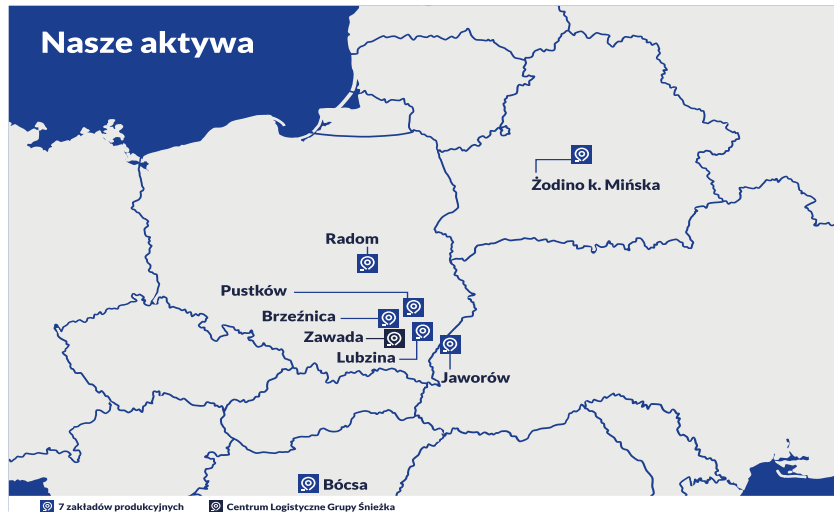 Nasze aktywa
Żodino k. Mińska
Radom
Pustków
Brzeźnica
Zawada
Lubzina
Jaworów
Bócsa
7 zakładów produkcyjnych
Centrum Logistyczne Grupy Śnieżka